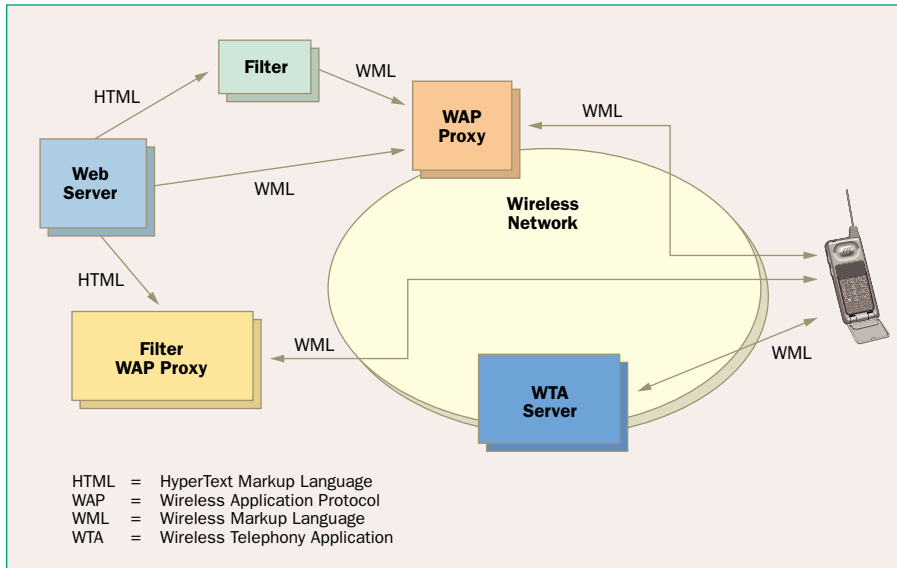 Filter
WML
HTML
WAP
Proxy
WML
Web
Server
WML
Wireless
Network
HTML
Filter
WAP Proxy
WML
WML
WTA
Server
HTML = HyperText Markup Language
WAP = Wireless Application Protocol
WML = Wireless Markup Language
WTA = Wireless Telephony Application